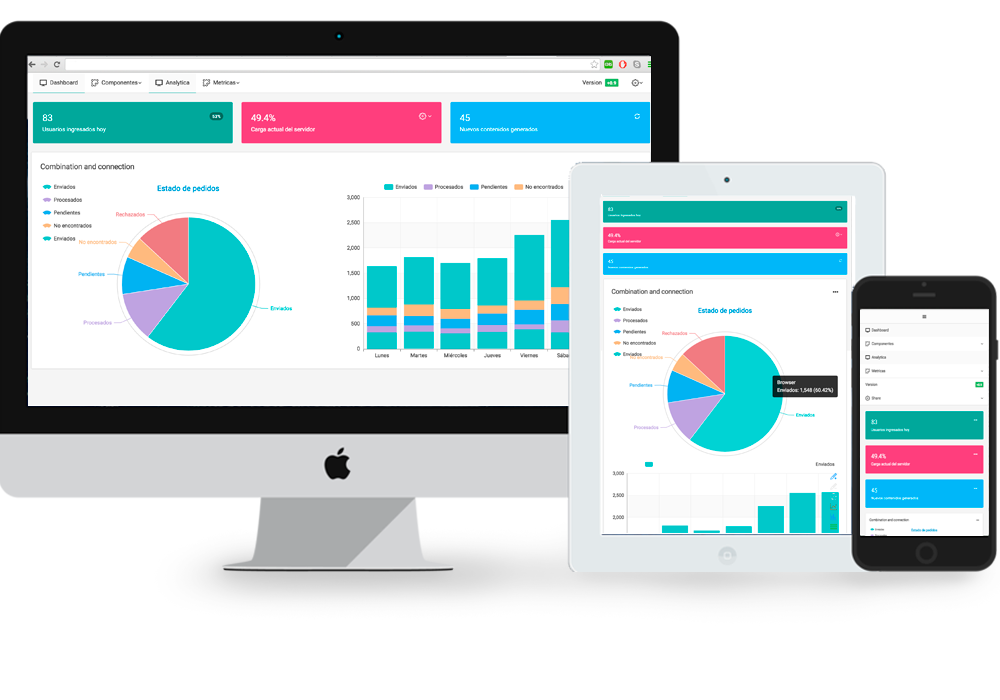 Dashboard
Componentes
Analytica
Metricas
Version
83
53%
Usuarios ingresados hoy
49.4%
Carga actual del servidor
45
Nuevos contenidos generados
Combination and connection
Enviados
Procesados
Pendientes
No encontrados
Enviados
Estado de pedidos
Rechazados
No encontrados
Pendientes
Procesados
Enviados
Enviados
Procesados
Pendientes
No encontrados
3,000
2,500
2,000
1,500
1,000
500
0
Lunes
Martes
Miércoles
Jueves
Viernes
83
Usuarios ingresados hoy
49.4%
Carga actual del servidor
45
Nuevos contenidos generados
Combination and connection
Enviados
Procesados
Pendientes
No encontrados
Enviados
Estado de pedidos
Rechazados
No encontrados
Pendientes
Procesados
Enviados
Browser
Enviados: 1,548 (60.42%)
Enviados
3,000
2,500
2,000
Dashboard
Componentes
Analytica
Metricas
Version
Share
83
Usuarios ingresados hoy
49.4%
Carga actual del servidor
45
Nuevos contenidos generados
Combination and connection
Estado de pedidos